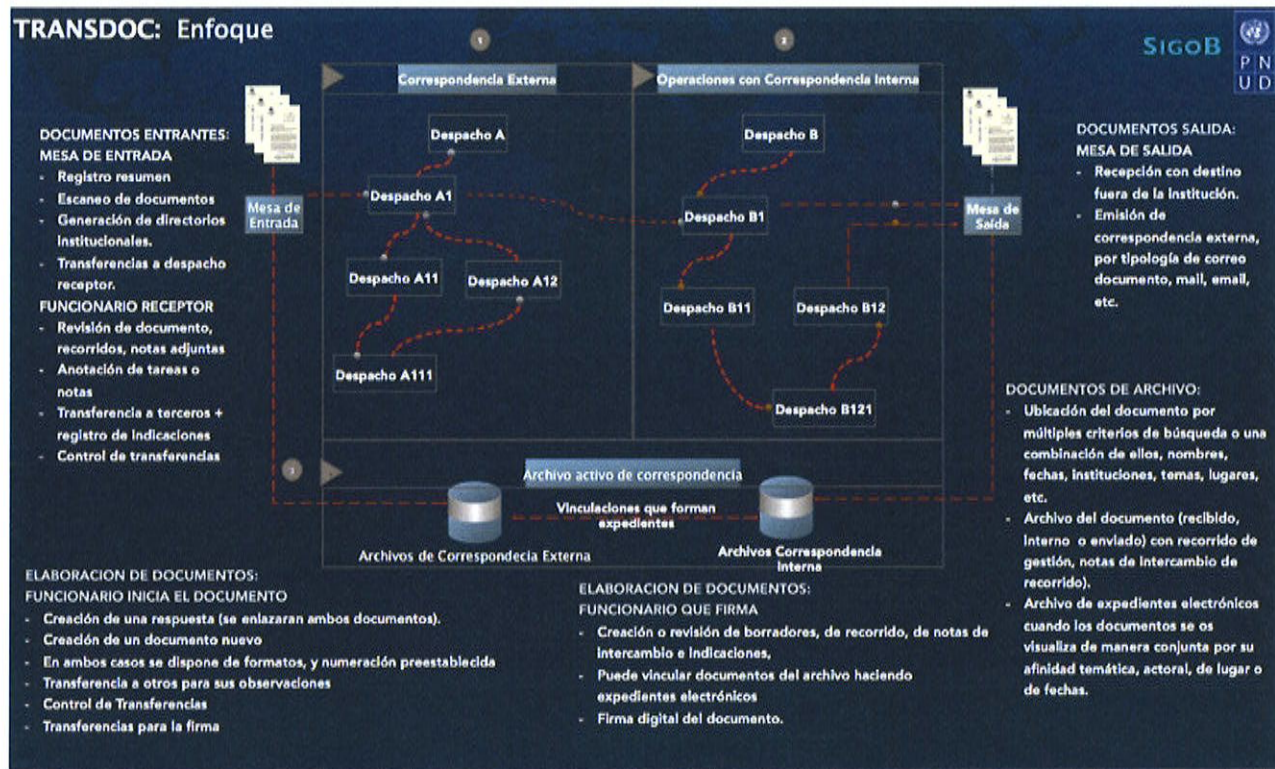 TRANSDOC: Enfoque
SIGOB
P N
U D
1
2
Correspondencia Externa
Operaciones con Correspondencia Interna
DOCUMENTOS ENTRANTES:
MESA DE ENTRADA
- Registro resumen
- Escaneo de documentos
- Generación de directorios
Institucionales.
- Transferencias a despacho
receptor.
FUNCIONARIO RECEPTOR
- Revisión de documento,
recorridos, notas adjuntas
- Anotación de tareas o
notas
- Transferencia a terceros +
registro de indicaciones
- Control de transferencias
Mesa de
Entrada
Despacho A
Despacho A1
Despacho A11
Despacho A12
Despacho A111
Despacho B
Despacho B1
Despacho B11
Despacho B12
Despacho B121
Mesa de
Salida
DOCUMENTOS SALIDA:
MESA DE SALIDA
- Recepción con destino
fuera de la institución.
- Emisión de
correspondencia externa,
por tipología de correo
documento, mail, email,
etc.
3
Archivo activo de correspondencia
Vinculaciones que forman
expedientes
Archivos de Correspondecia Externa
Archivos Correspondencia
Interna
DOCUMENTOS DE ARCHIVO:
- Ubicación del documento por
múltiples criterios de búsqueda o una
combinación de ellos, nombres,
fechas, instituciones, temas, lugares,
etc.
- Archivo del documento (recibido,
Interno o enviado) con recorrido de
gestión, notas de intercambio de
recorrido).
- Archivo de expedientes electrónicos
cuando los documentos se os
visualiza de manera conjunta por su
afinidad temática, actoral, de lugar o
de fechas.
ELABORACION DE DOCUMENTOS:
FUNCIONARIO INICIA EL DOCUMENTO
- Creación de una respuesta (se enlazaran ambos documentos).
- Creación de un documento nuevo
- En ambos casos se dispone de formatos, y numeración preestablecida
- Transferencia a otros para sus observaciones
- Control de Transferencias
- Transferencias para la firma
ELABORACION DE DOCUMENTOS:
FUNCIONARIO QUE FIRMA
- Creación o revisión de borradores, de recorrido, de notas de
intercambio e indicaciones,
- Puede vincular documentos del archivo haciendo
expedientes electrónicos
- Firma digital del documento.